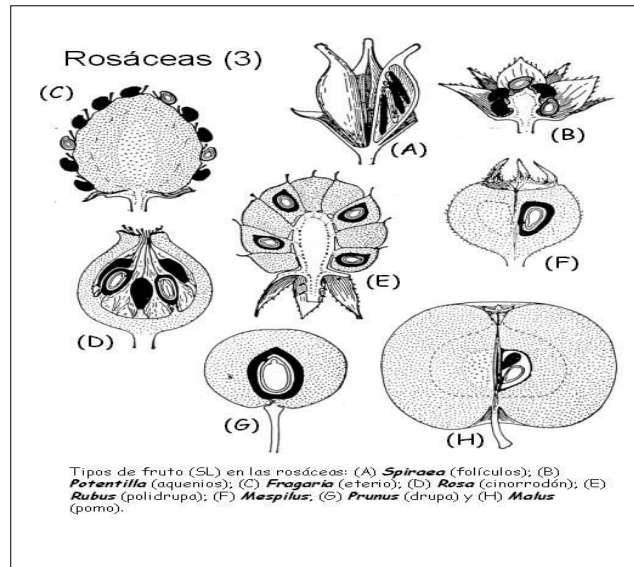 Rosáceas (3)
(C)
(A)
(B)
(E)
(F)
(D)
(G)
(H)
Tipos de fruto (SL) en las rosáceas: (A) Spiraea (folículos); (B)
Potentilla (aquenios); (C) Fragaria (eterio); (D) Rosa (cinorrodón); (E)
Rubus (polidrupa); (F) Mespilus; (G) Prunus (drupa) y (H) Malus
(pomo).